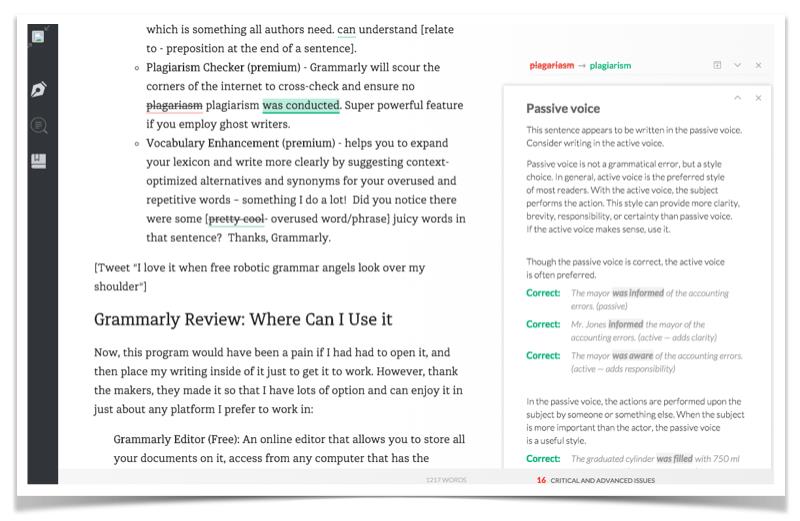 which is something all authors need. can understand [relate
to - preposition at the end of a sentence].
Plagiarism Checker (premium) - Grammarly will scour the
corners of the internet to cross-check and ensure no
plagariasm plagiarism was conducted. Super powerful feature
if you employ ghost writers.
Vocabulary Enhancement (premium) - helps you to expand
your lexicon and write more clearly by suggesting context-
optimized alternatives and synonyms for your overused and
repetitive words – something I do a lot!  Did you notice there
were some [pretty cool- overused word/phrase] juicy words in
that sentence?  Thanks, Grammarly.
[Tweet "I love it when free robotic grammar angels look over my
shoulder"]
Grammarly Review: Where Can I Use it
Now, this program would have been a pain if I had had to open it, and
then place my writing inside of it just to get it to work. However, thank
the makers, they made it so that I have lots of option and can enjoy it in
just about any platform I prefer to work in:
Grammarly Editor (Free): An online editor that allows you to store all
your documents on it, access from any computer that has the
1217 WORDS
plagariasm → plagiarism
Passive voice
This sentence appears to be written in the passive voice.
Consider writing in the active voice.
Passive voice is not a grammatical error, but a style
choice. In general, active voice is the preferred style
of most readers. With the active voice, the subject
performs the action. This style can provide more clarity,
brevity, responsibility, or certainty than passive voice.
If the active voice makes sense, use it.
Though the passive voice is correct, the active voice
is often preferred.
Correct: The mayor was informed of the accounting
errors. (passive)
Correct: Mr. Jones informed the mayor of the
accounting errors. (active — adds clarity)
Correct: The mayor was aware of the accounting errors.
(active — adds responsibility)
In the passive voice, the actions are performed upon the
subject by someone or something else. When the subject
is more important than the actor, the passive voice
is a useful style.
Correct: The graduated cylinder was filled with 750 ml
16 CRITICAL AND ADVANCED ISSUES